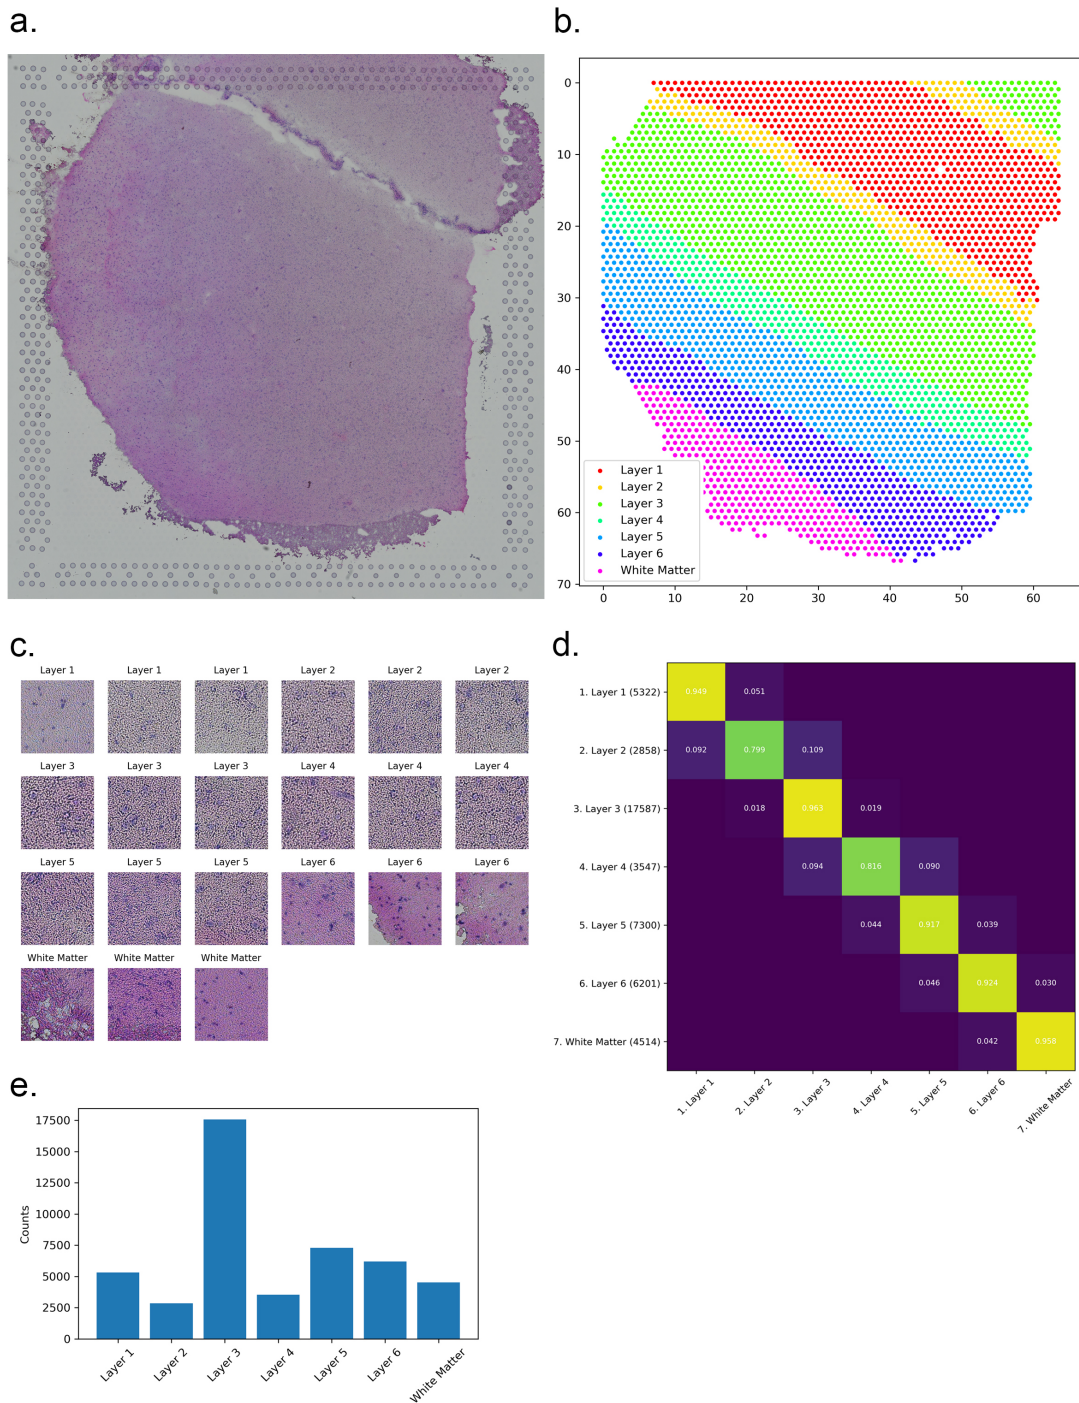 a.
b.
0
10
20
30
40
50
60
70
Layer 1
Layer 2
Layer 3
Layer 4
Layer 5
Layer 6
White Matter
0 10 20 30 40 50 60
c.
Layer 1 Layer 1 Layer 1 Layer 2 Layer 2 Layer 2
Layer 3 Layer 3 Layer 3 Layer 4 Layer 4 Layer 4
Layer 5 Layer 5 Layer 5 Layer 6 Layer 6 Layer 6
White Matter White Matter White Matter
d.
1. Layer 1 (5322) 0.949 0.051
2. Layer 2 (2858) 0.092 0.799 0.109
3. Layer 3 (17587) 0.018 0.963 0.019
4. Layer 4 (3547) 0.094 0.816 0.090
5. Layer 5 (7300) 0.044 0.917 0.039
6. Layer 6 (6201) 0.046 0.924 0.030
7. White Matter (4514) 0.042 0.958
1. Layer 1 2. Layer 2 3. Layer 3 4. Layer 4 5. Layer 5 6. Layer 6 7. White Matter
e.
Counts
17500
15000
12500
10000
7500
5000
2500
0
Layer 1 Layer 2 Layer 3 Layer 4 Layer 5 Layer 6 White Matter